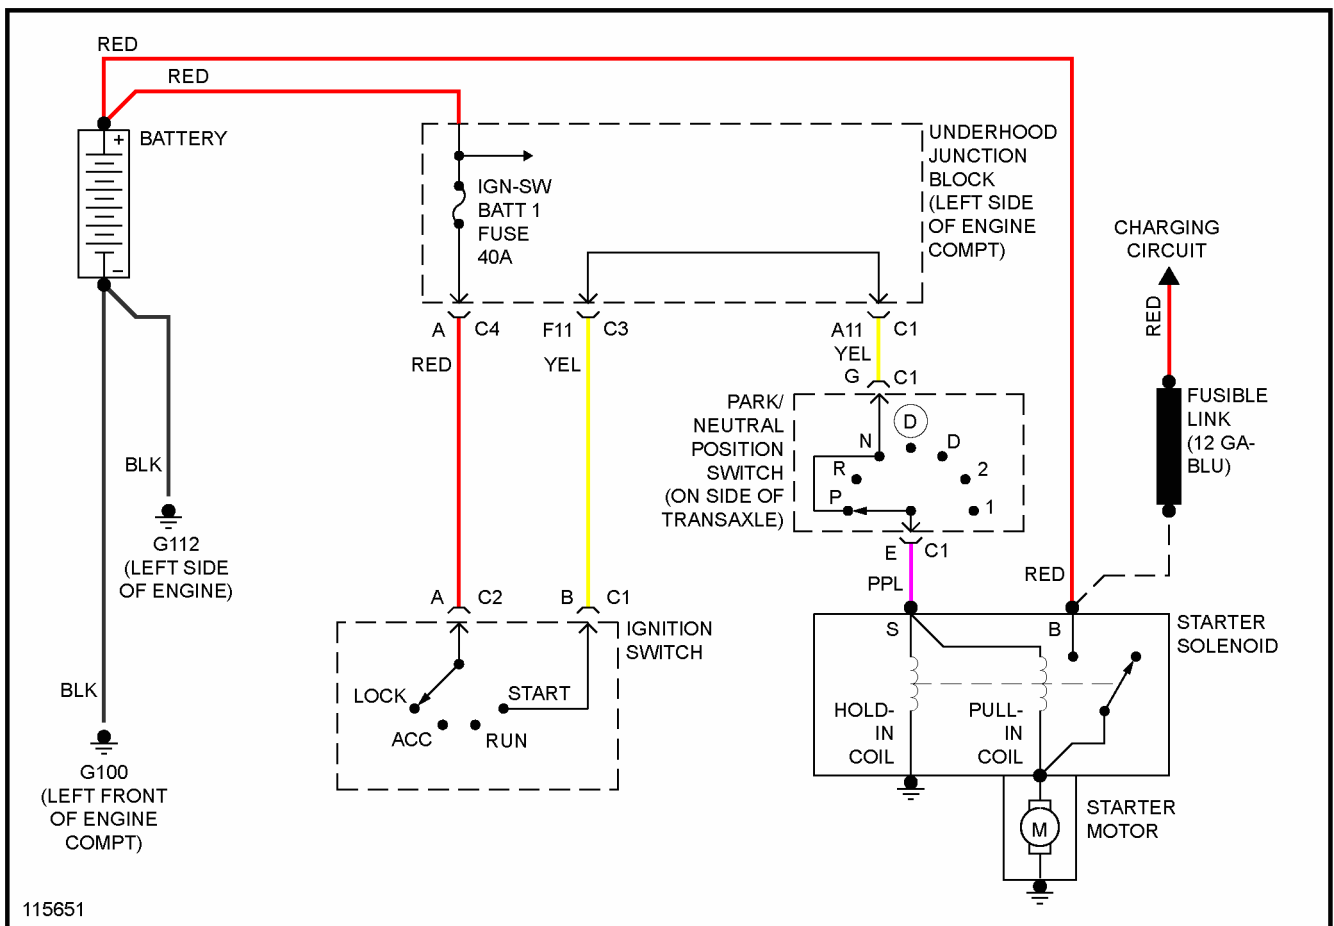 RED
RED
BATTERY
+
−
UNDERHOOD
JUNCTION
BLOCK
(LEFT SIDE
OF ENGINE
COMPT)
IGN-SW
BATT 1
FUSE
40A
CHARGING
CIRCUIT
RED
A C4
F11 C3
A11 C1
RED
YEL
YEL
G C1
FUSIBLE
LINK
(12 GA-
BLU)
PARK/
NEUTRAL
POSITION
SWITCH
(ON SIDE OF
TRANSAXLE)
D
N
D
R
2
P
1
BLK
G112
(LEFT SIDE
OF ENGINE)
E C1
PPL
RED
A C2
B C1
IGNITION
SWITCH
S
B
STARTER
SOLENOID
LOCK
START
ACC
RUN
HOLD-
IN
COIL
PULL-
IN
COIL
BLK
G100
(LEFT FRONT
OF ENGINE
COMPT)
M
STARTER
MOTOR
115651